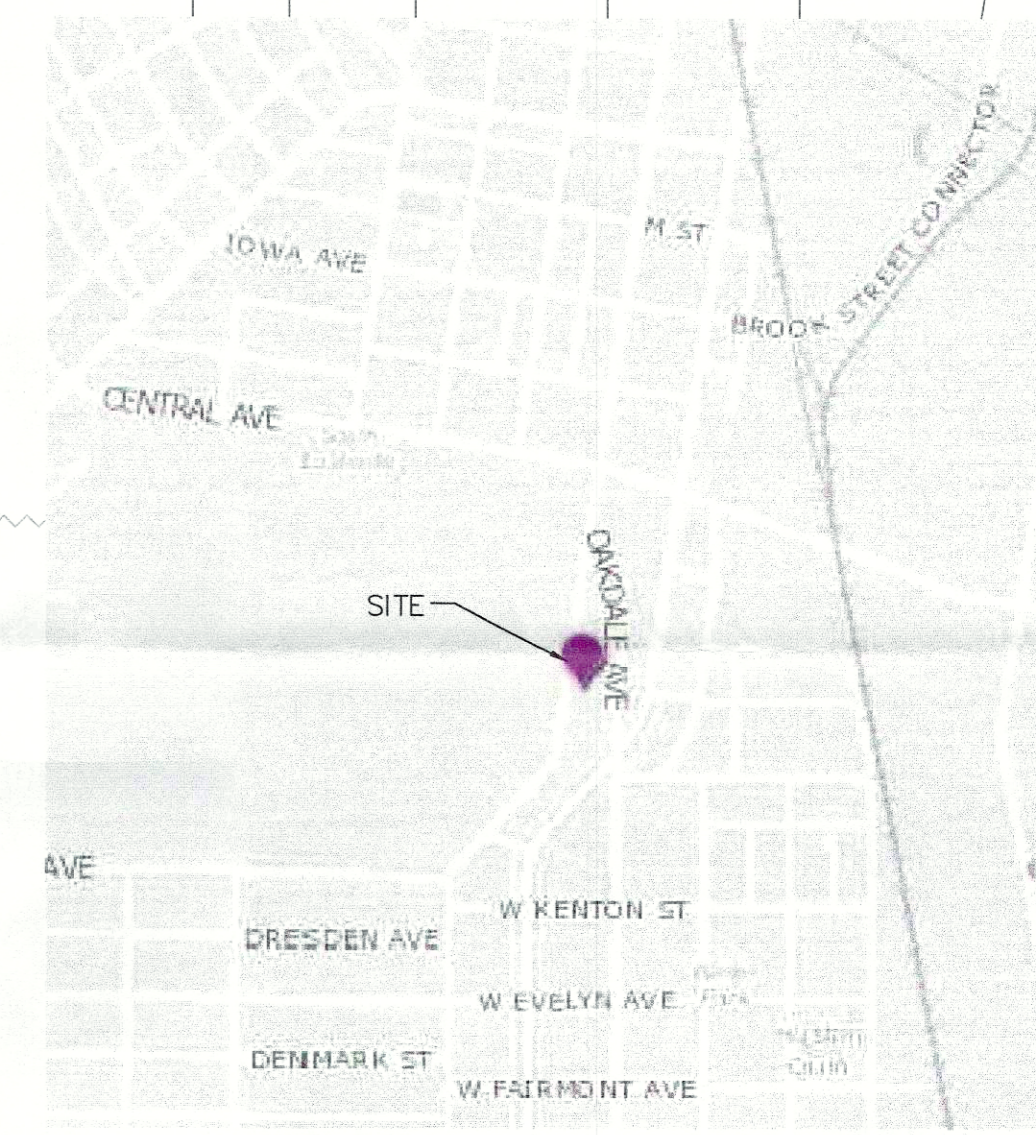 M ST
IOWA AVE
BROOK STREET CONNECTOR
CENTRAL AVE
OAKDALE AVE
SITE
AVE
W KENTON ST
DRESDEN AVE
W EVELYN AVE
DENMARK ST
W FAIRMONT AVE